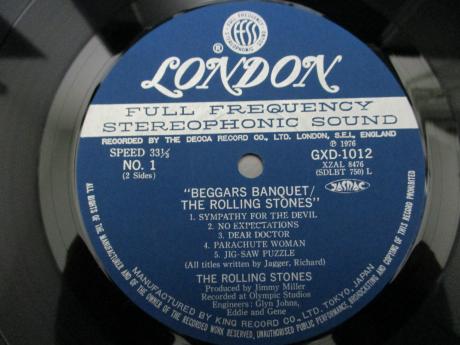 FULL FREQUENCY STEREOPHONIC SOUND
ffss
®
LONDON
FULL FREQUENCY
STEREOPHONIC SOUND
RECORDED BY THE DECCA RECORD CO., LTD. LONDON, S.E.I., ENGLAND
SPEED 33⅓
NO. 1
(2 Sides)
℗ 1976
GXD-1012
XZAL 8476
(SDLBT 750) L
JASRAC
"BEGGARS BANQUET/
THE ROLLING STONES"
1. SYMPATHY FOR THE DEVIL
2. NO EXPECTATIONS
3. DEAR DOCTOR
4. PARACHUTE WOMAN
5. JIG-SAW PUZZLE
(All titles written by Jagger, Richard)
THE ROLLING STONES
Produced by Jimmy Miller
Recorded at Olympic Studios
Engineers: Glyn Johns,
Eddie and Gene
MANUFACTURED BY KING RECORD CO., LTD. TOKYO, JAPAN
ALL RIGHTS OF THE MANUFACTURER AND OF THE OWNER OF THE RECORDED WORK RESERVED, UNAUTHORISED PUBLIC PERFORMANCE, BROADCASTING AND COPYING OF THIS RECORD PROHIBITED